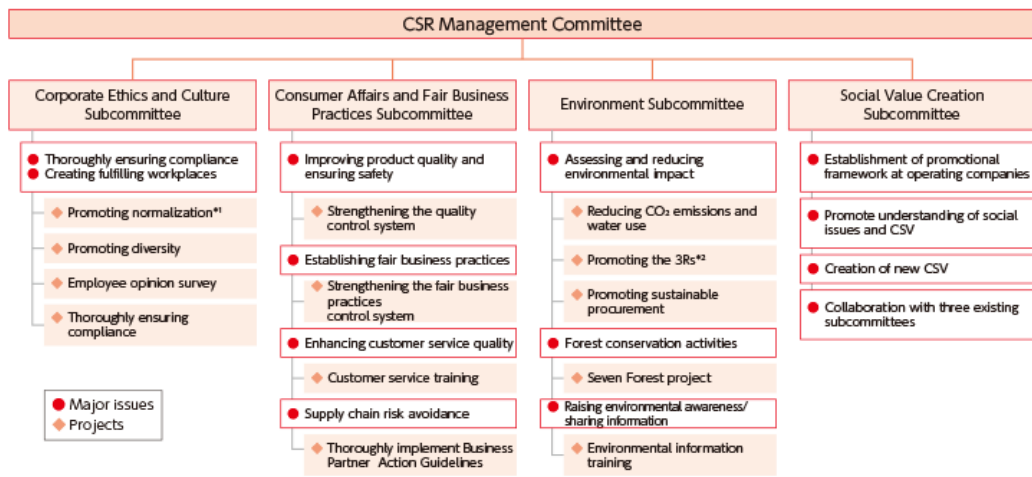 CSR Management Committee
Corporate Ethics and Culture
Subcommittee
● Thoroughly ensuring compliance
● Creating fulfilling workplaces
◆ Promoting normalization*1
◆ Promoting diversity
◆ Employee opinion survey
◆ Thoroughly ensuring
compliance
Consumer Affairs and Fair Business
Practices Subcommittee
● Improving product quality and
ensuring safety
◆ Strengthening the quality
control system
● Establishing fair business practices
◆ Strengthening the fair business
practices
control system
● Enhancing customer service quality
◆ Customer service training
● Supply chain risk avoidance
◆ Thoroughly implement Business
Partner Action Guidelines
Environment Subcommittee
● Assessing and reducing
environmental impact
◆ Reducing CO₂ emissions and
water use
◆ Promoting the 3Rs*2
◆ Promoting sustainable
procurement
● Forest conservation activities
◆ Seven Forest project
● Raising environmental awareness/
sharing information
◆ Environmental information
training
Social Value Creation
Subcommittee
● Establishment of promotional
framework at operating companies
● Promote understanding of social
issues and CSV
● Creation of new CSV
● Collaboration with three existing
subcommittees
● Major issues
◆ Projects